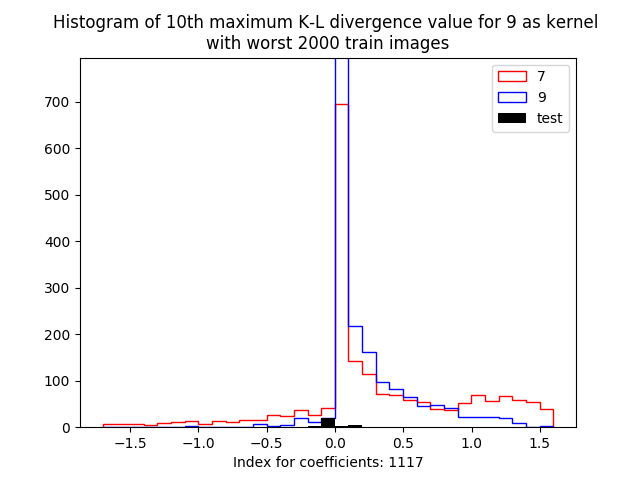 Histogram of 10th maximum K-L divergence value for 9 as kernel
with worst 2000 train images
7
9
test
700
600
500
400
300
200
100
0
−1.5 −1.0 −0.5 0.0 0.5 1.0 1.5
Index for coefficients: 1117